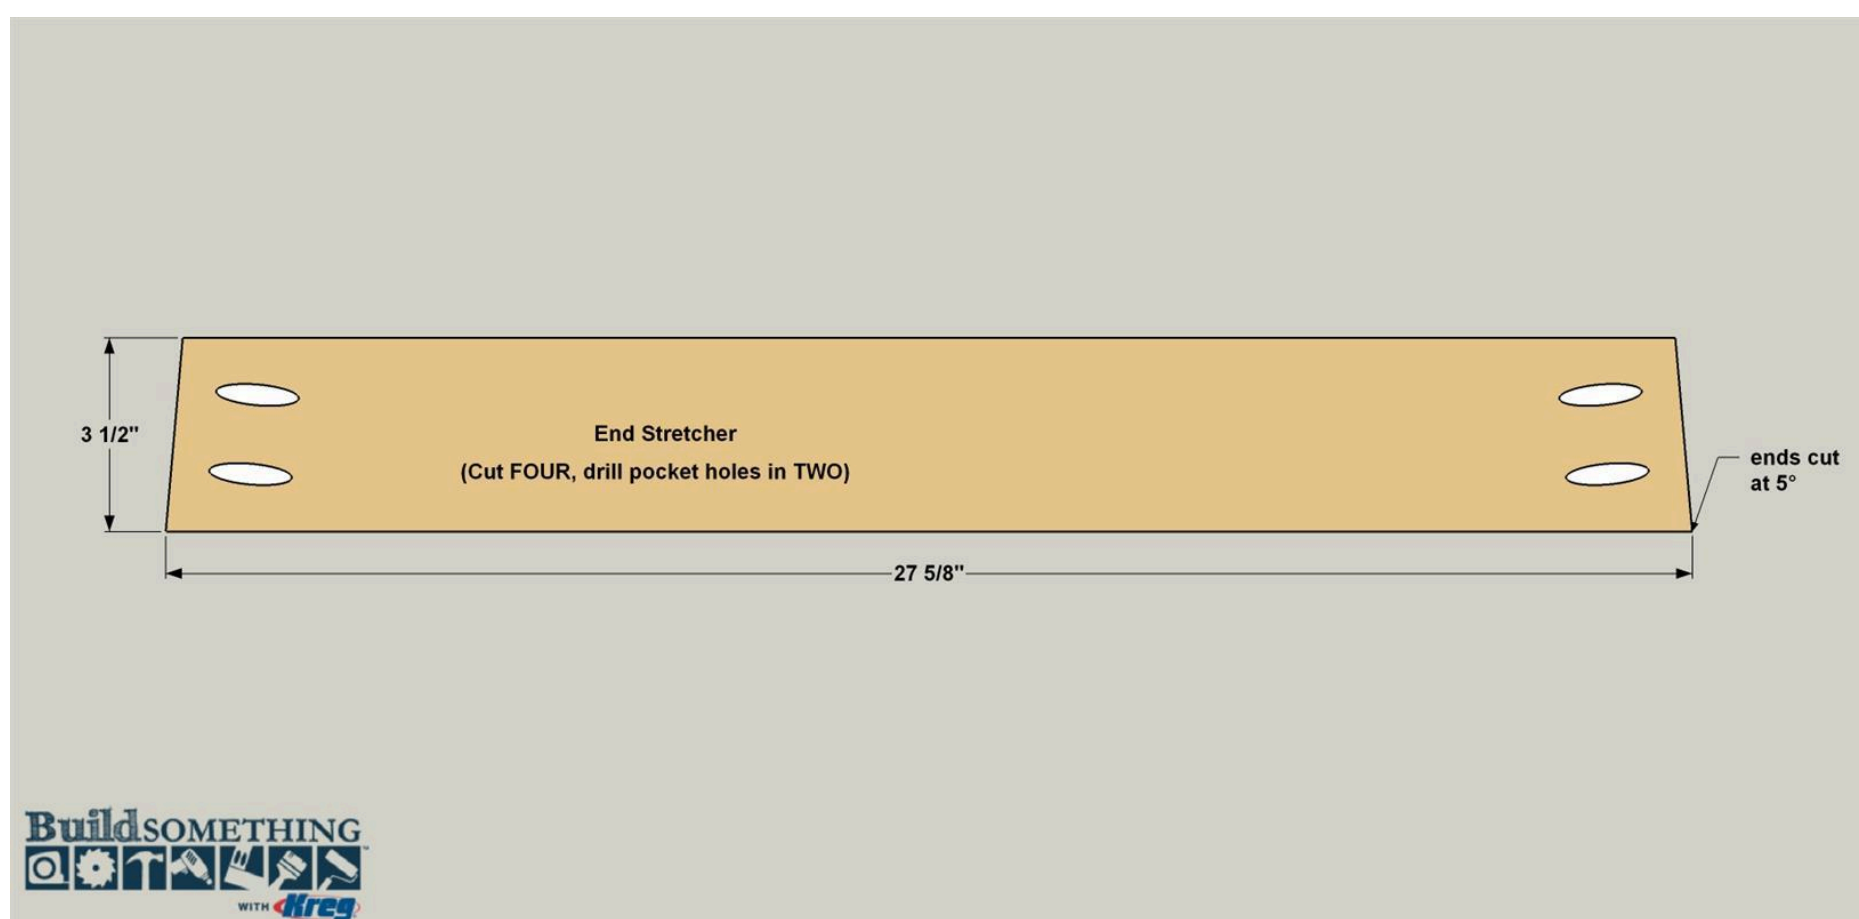 3 1/2"
End Stretcher
(Cut FOUR, drill pocket holes in TWO)
ends cut
at 5°
27 5/8"
BuildSOMETHING™
WITH Kreg